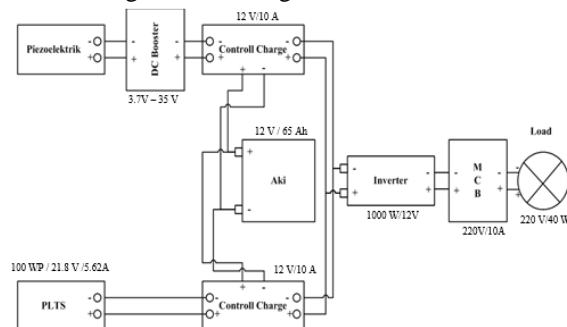 12 V/10 A
Piezoelektrik
-
+
-
+
DC Booster
-
+
-
+
Controll Charge
-
+
+
-
3.7V – 35 V
12 V / 65 Ah
+
Aki
-
-
+
Inverter
-
+
1000 W/12V
-
+
M
C
B
-
+
220V/10A
Load
-
+
220 V/40 W
100 WP / 21.8 V /5.62A
12 V/10 A
PLTS
-
+
-
+
+
-
Controll Charge
-
+